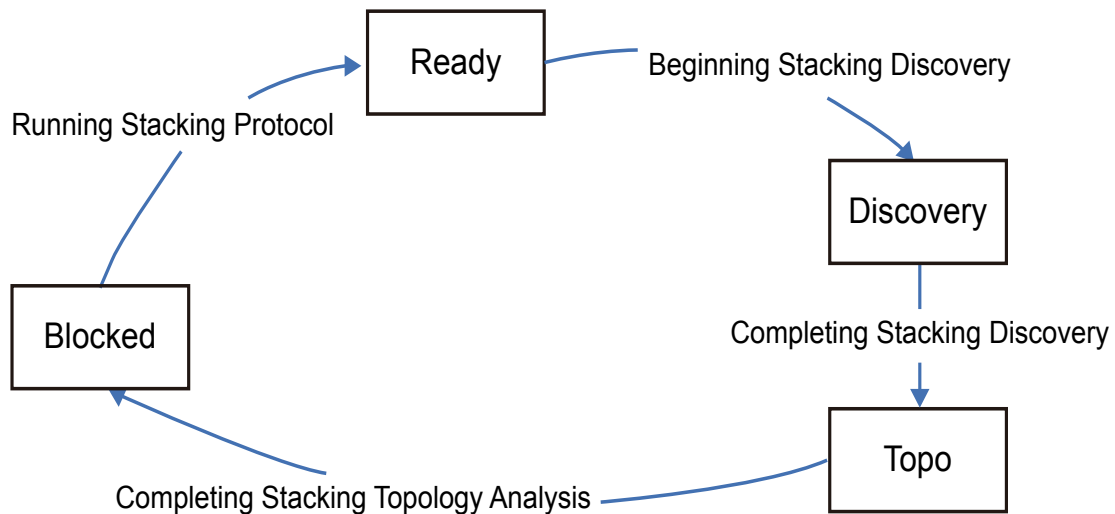 Ready
Beginning Stacking Discovery
Running Stacking Protocol
Discovery
Blocked
Completing Stacking Discovery
Topo
Completing Stacking Topology Analysis